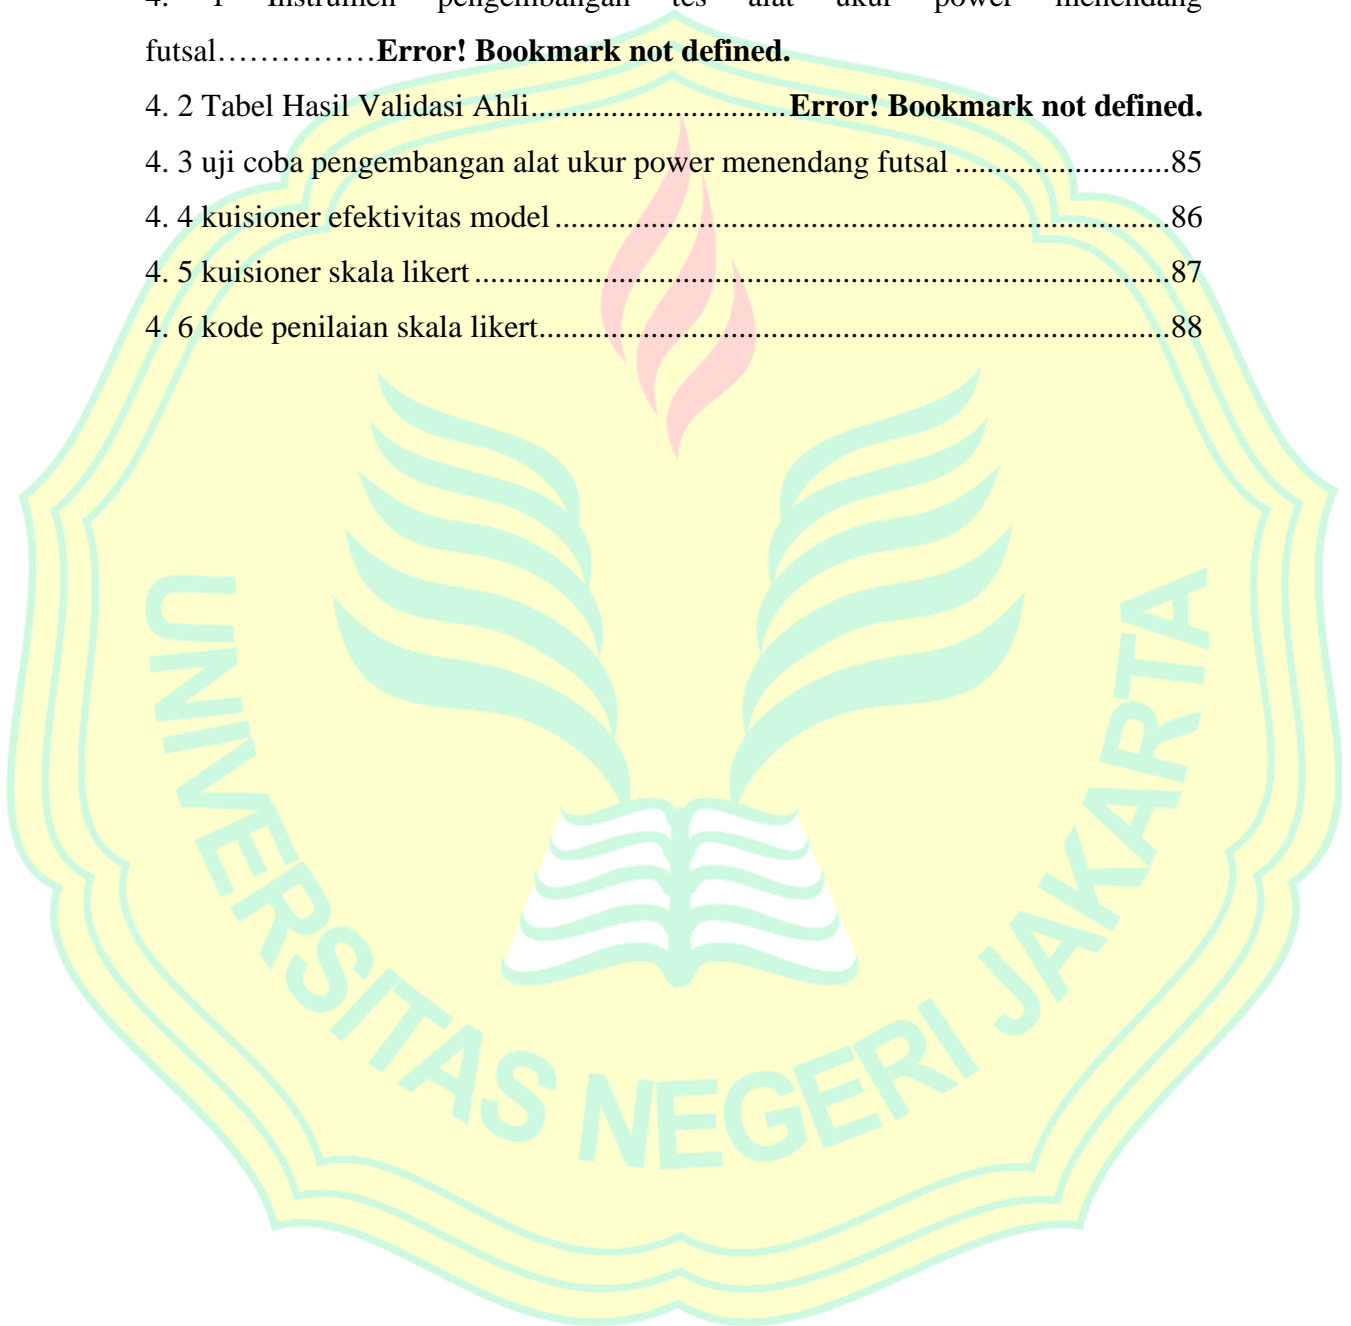 4. 1 Instrumen pengembangan tes alat ukur power menendang
futsal……………Error! Bookmark not defined.
4. 2 Tabel Hasil Validasi Ahli................................Error! Bookmark not defined.
4. 3 uji coba pengembangan alat ukur power menendang futsal...........................85
4. 4 kuisioner efektivitas model.............................................................................86
4. 5 kuisioner skala likert.......................................................................................87
4. 6 kode penilaian skala likert...............................................................................88
UNIVERSITAS NEGERI JAKARTA